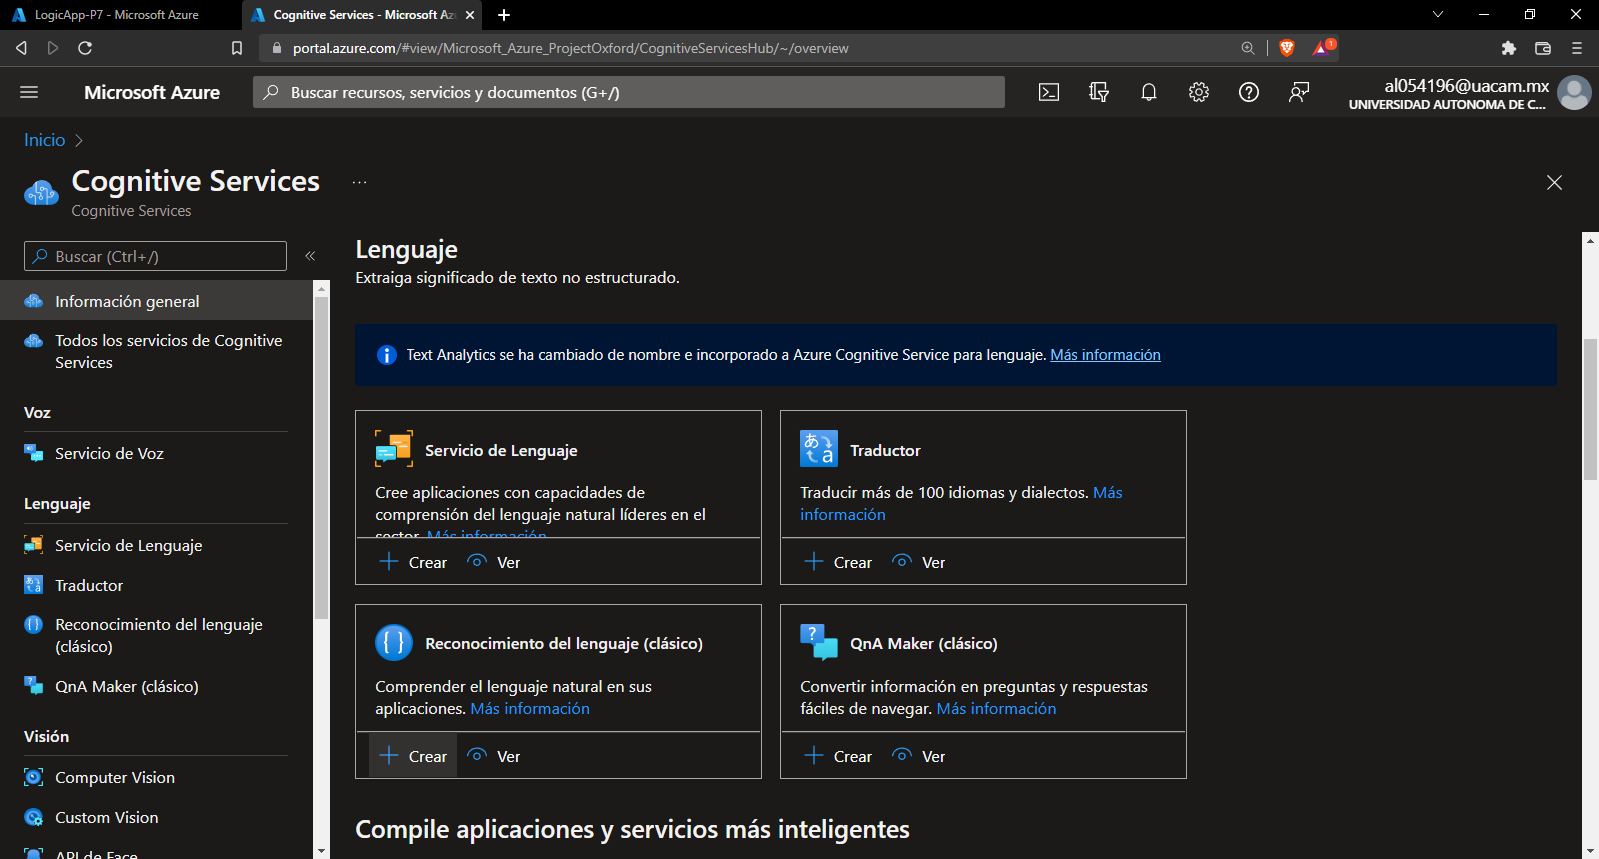 LogicApp-P7 - Microsoft Azure
Cognitive Services - Microsoft Az
portal.azure.com/#view/Microsoft_Azure_ProjectOxford/CognitiveServicesHub/~/overview
1
Microsoft Azure
Buscar recursos, servicios y documentos (G+/)
al054196@uacam.mx
UNIVERSIDAD AUTONOMA DE C...
Inicio
Cognitive Services
...
Cognitive Services
Buscar (Ctrl+/)
«
Información general
Todos los servicios de Cognitive
Services
Voz
Servicio de Voz
Lenguaje
Servicio de Lenguaje
Traductor
Reconocimiento del lenguaje
(clásico)
QnA Maker (clásico)
Visión
Computer Vision
Custom Vision
API de Face
Lenguaje
Extraiga significado de texto no estructurado.
Text Analytics se ha cambiado de nombre e incorporado a Azure Cognitive Service para lenguaje. Más información
Servicio de Lenguaje
Cree aplicaciones con capacidades de
comprensión del lenguaje natural líderes en el
sector. Más información
Crear Ver
Traductor
Traducir más de 100 idiomas y dialectos. Más
información
Crear Ver
Reconocimiento del lenguaje (clásico)
Comprender el lenguaje natural en sus
aplicaciones. Más información
Crear Ver
QnA Maker (clásico)
Convertir información en preguntas y respuestas
fáciles de navegar. Más información
Crear Ver
Compile aplicaciones y servicios más inteligentes